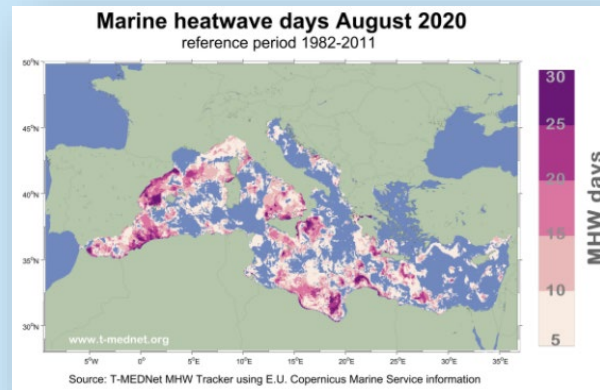 Marine heatwave days August 2020
reference period 1982-2011
50°N
45°N
40°N
35°N
30°N
5°W
0°
5°E
10°E
15°E
20°E
25°E
30°E
35°E
www.t-mednet.org
30
25
20
15
10
5
MHW days
Source: T-MEDNet MHW Tracker using E.U. Copernicus Marine Service information